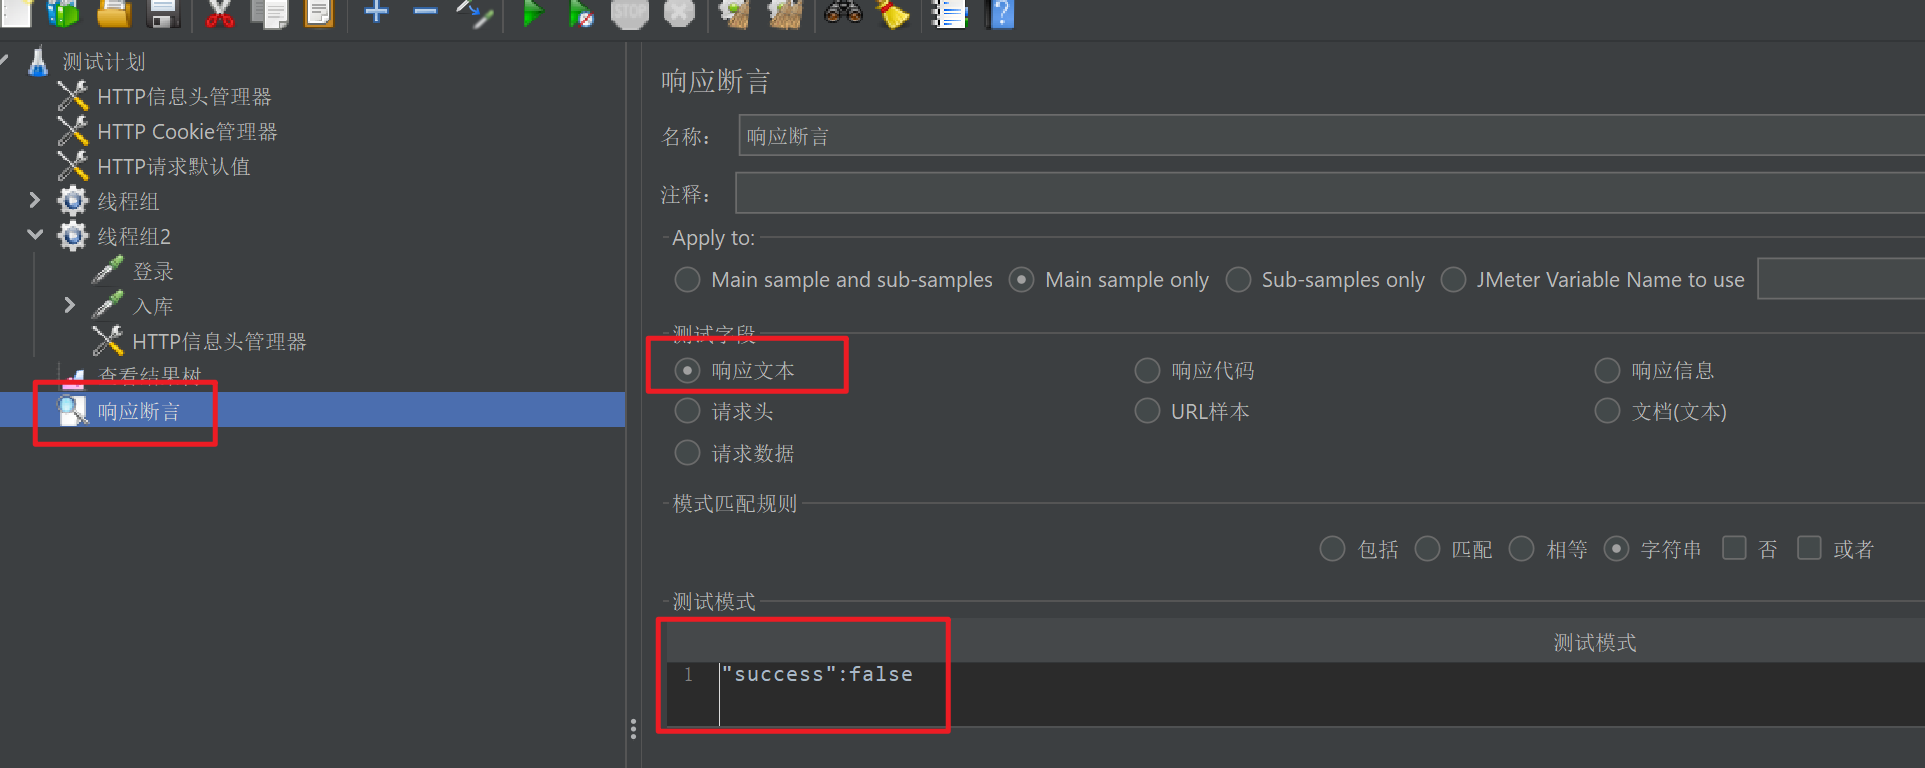 STOP
测试计划
HTTP信息头管理器
HTTP Cookie管理器
HTTP请求默认值
线程组
线程组2
登录
入库
HTTP信息头管理器
查看结果树
响应断言
响应断言
名称： 响应断言
注释：
Apply to:
Main sample and sub-samples Main sample only Sub-samples only JMeter Variable Name to use
测试字段
响应文本 响应代码 响应信息
请求头 URL样本 文档(文本)
请求数据
模式匹配规则
包括 匹配 相等 字符串 否 或者
测试模式
测试模式
1 "success":false